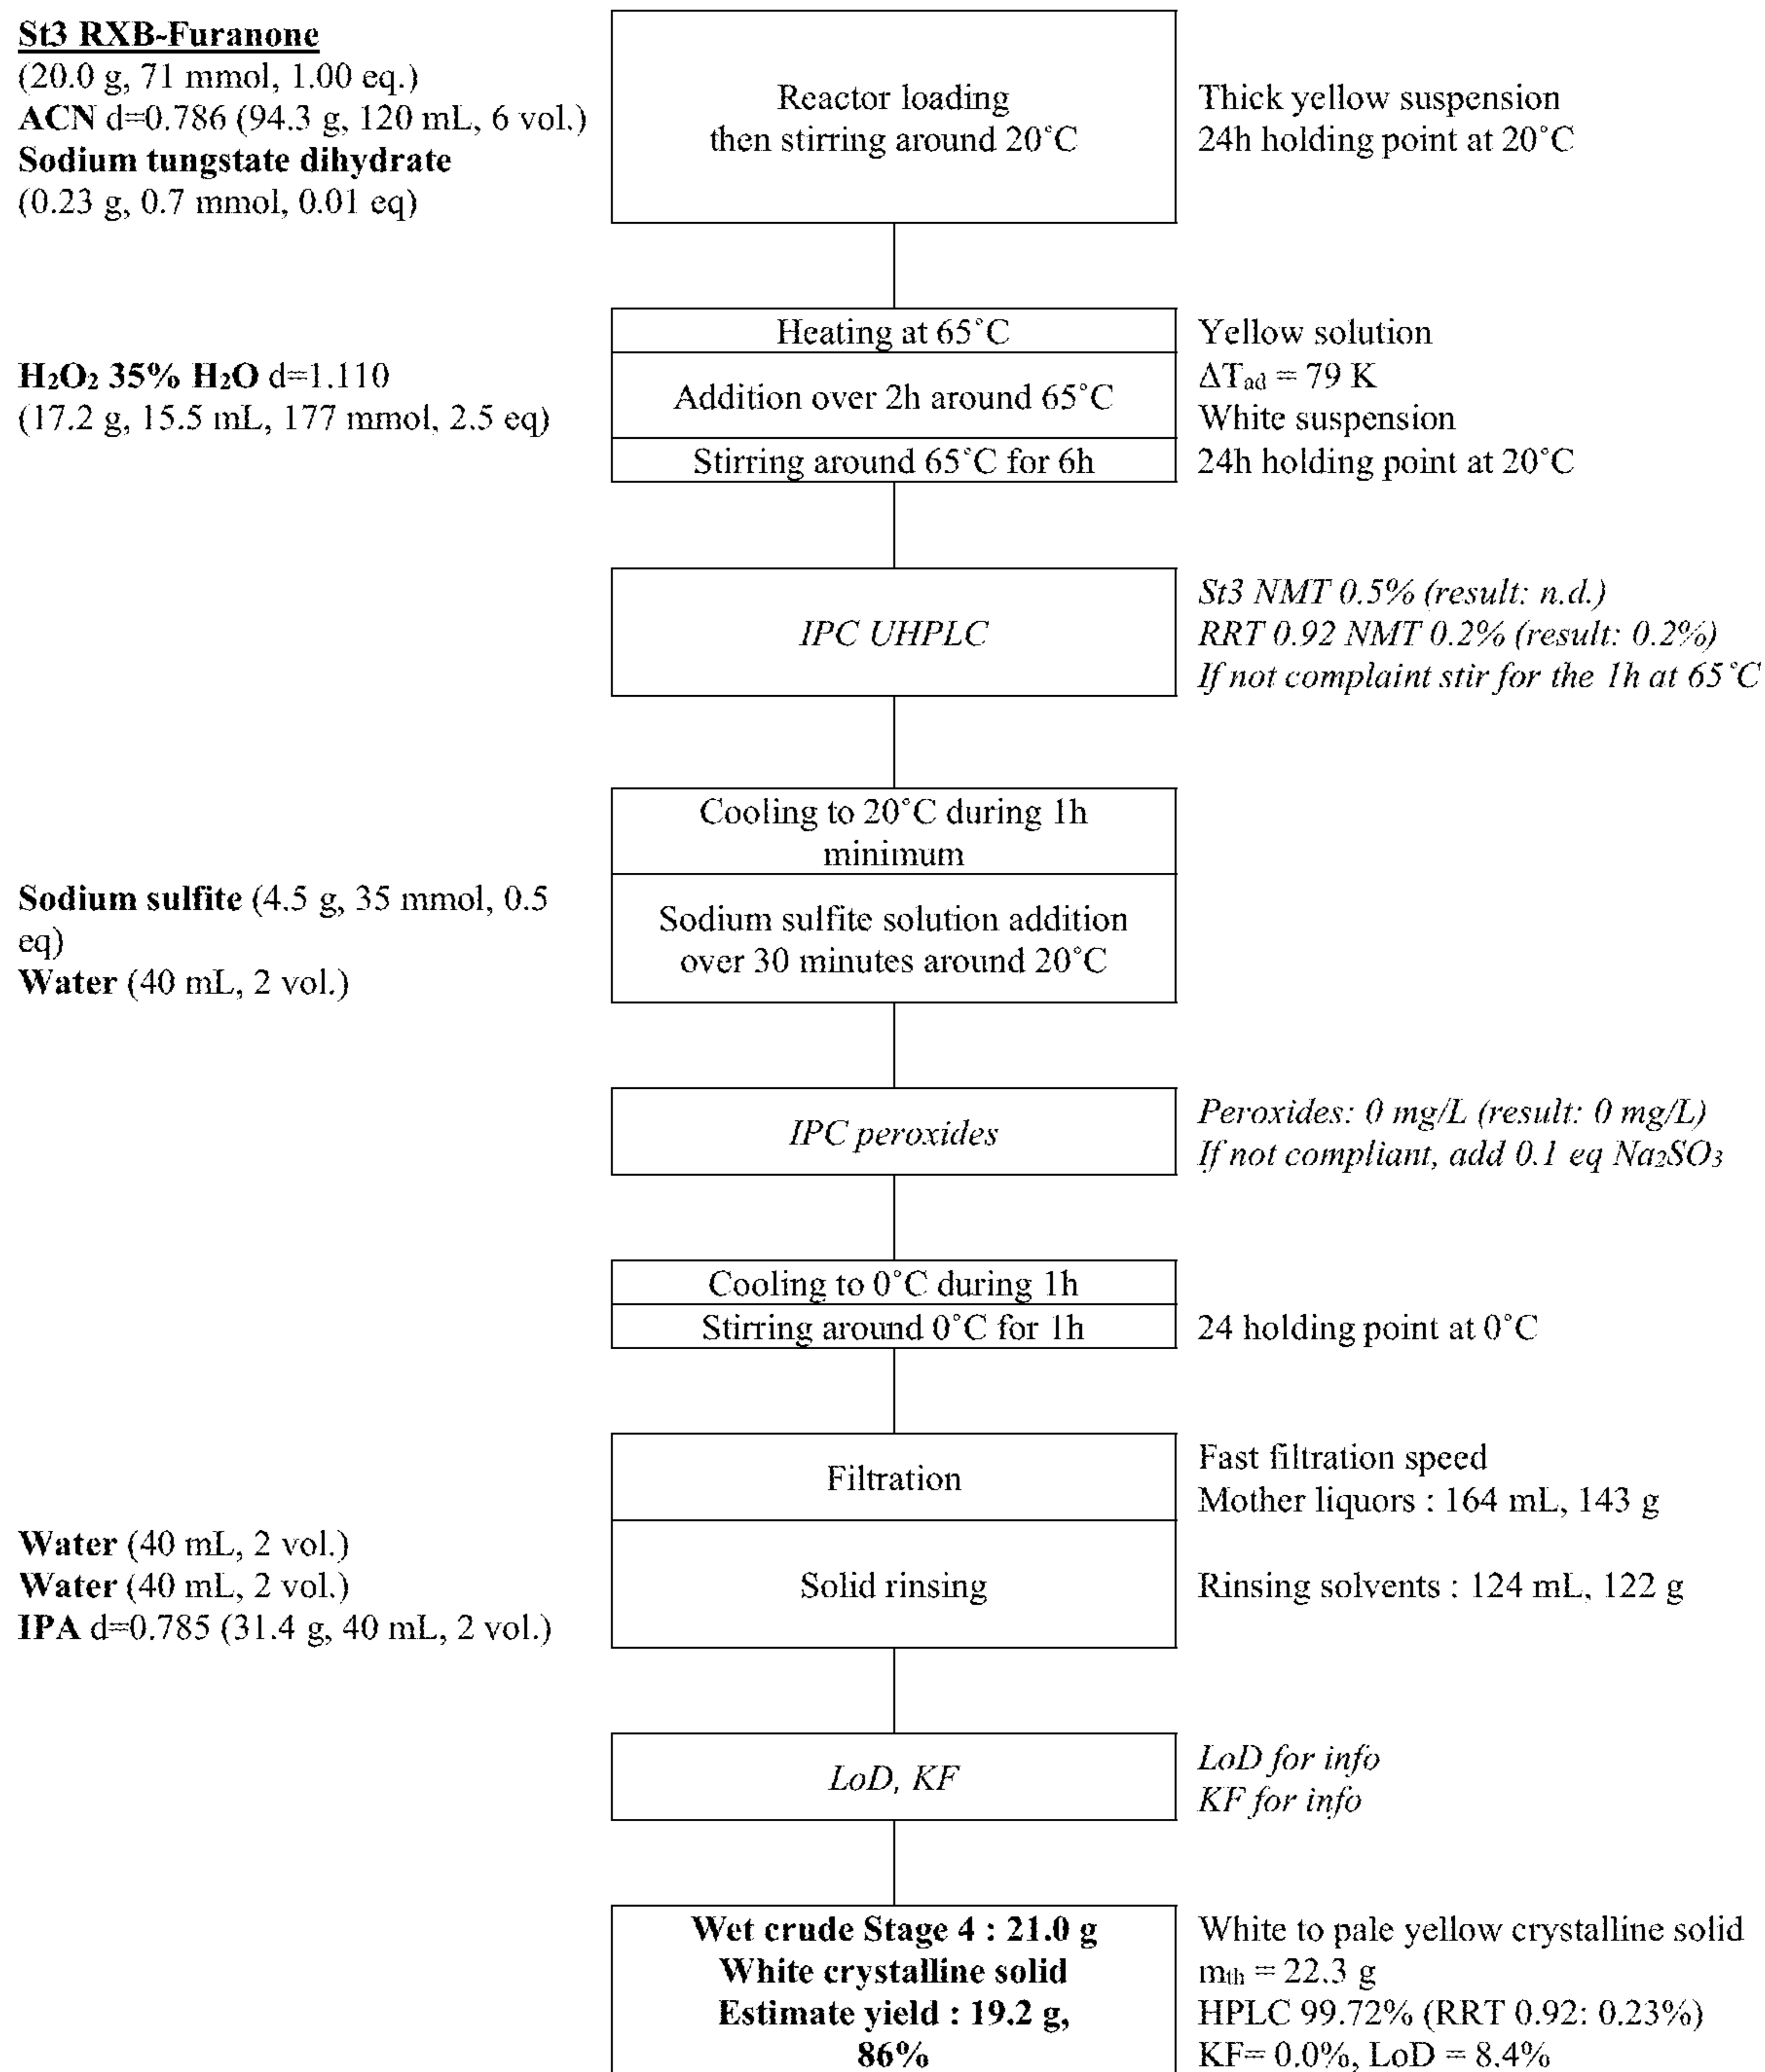 St3 RXB-Furanone
(20.0 g, 71 mmol, 1.00 eq.)
ACN d=0.786 (94.3 g, 120 mL, 6 vol.)
Sodium tungstate dihydrate
(0.23 g, 0.7 mmol, 0.01 eq)
Reactor loading
then stirring around 20°C
Thick yellow suspension
24h holding point at 20°C
Heating at 65°C
Yellow solution
H₂O₂ 35% H₂O d=1.110
(17.2 g, 15.5 mL, 177 mmol, 2.5 eq)
Addition over 2h around 65°C
ΔTad = 79 K
White suspension
Stirring around 65°C for 6h
24h holding point at 20°C
IPC UHPLC
St3 NMT 0.5% (result: n.d.)
RRT 0.92 NMT 0.2% (result: 0.2%)
If not complaint stir for the 1h at 65°C
Cooling to 20°C during 1h
minimum
Sodium sulfite (4.5 g, 35 mmol, 0.5
eq)
Water (40 mL, 2 vol.)
Sodium sulfite solution addition
over 30 minutes around 20°C
IPC peroxides
Peroxides: 0 mg/L (result: 0 mg/L)
If not compliant, add 0.1 eq Na₂SO₃
Cooling to 0°C during 1h
Stirring around 0°C for 1h
24 holding point at 0°C
Filtration
Fast filtration speed
Mother liquors : 164 mL, 143 g
Water (40 mL, 2 vol.)
Water (40 mL, 2 vol.)
IPA d=0.785 (31.4 g, 40 mL, 2 vol.)
Solid rinsing
Rinsing solvents : 124 mL, 122 g
LoD, KF
LoD for info
KF for info
Wet crude Stage 4 : 21.0 g
White crystalline solid
Estimate yield : 19.2 g,
86%
White to pale yellow crystalline solid
mth = 22.3 g
HPLC 99.72% (RRT 0.92: 0.23%)
KF= 0.0%, LoD = 8.4%